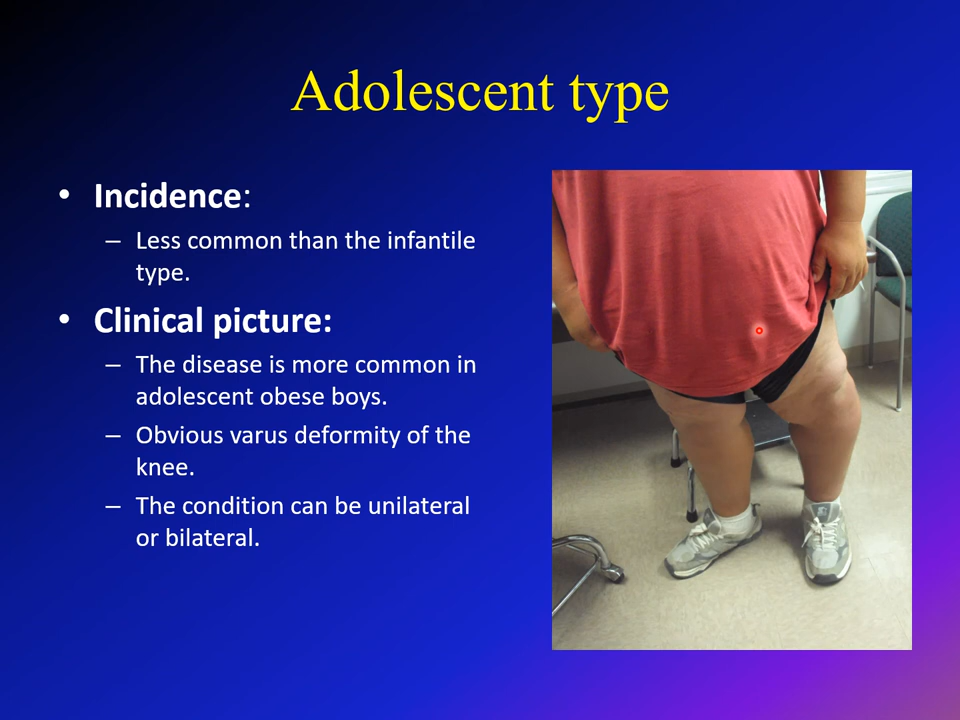 Adolescent type
• Incidence:
– Less common than the infantile
type.
• Clinical picture:
– The disease is more common in
adolescent obese boys.
– Obvious varus deformity of the
knee.
– The condition can be unilateral
or bilateral.